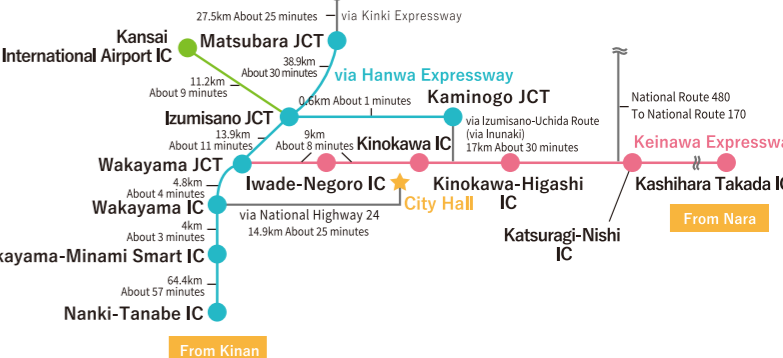 27.5km About 25 minutes
via Kinki Expressway
Kansai
International Airport IC
Matsubara JCT
38.9km
About30 minutes
via Hanwa Expressway
11.2km
About 9 minutes
0.6km About 1 minutes
Kaminogo JCT
National Route 480
To National Route 170
Izumisano JCT
via Izumisano-Uchida Route
(via Inunaki)
17km About 30 minutes
13.9km
About 11 minutes
9km
About 8 minutes
Kinokawa IC
Keinawa Expresswa
Wakayama JCT
Iwade-Negoro IC
Kinokawa-Higashi
IC
Kashihara Takada IC
4.8km
About 4 minutes
City Hall
Wakayama IC
via National Highway 24
14.9km About 25 minutes
From Nara
4km
About 3 minutes
Katsuragi-Nishi
IC
kayama-Minami Smart IC
64.4km
About 57 minutes
Nanki-Tanabe IC
From Kinan